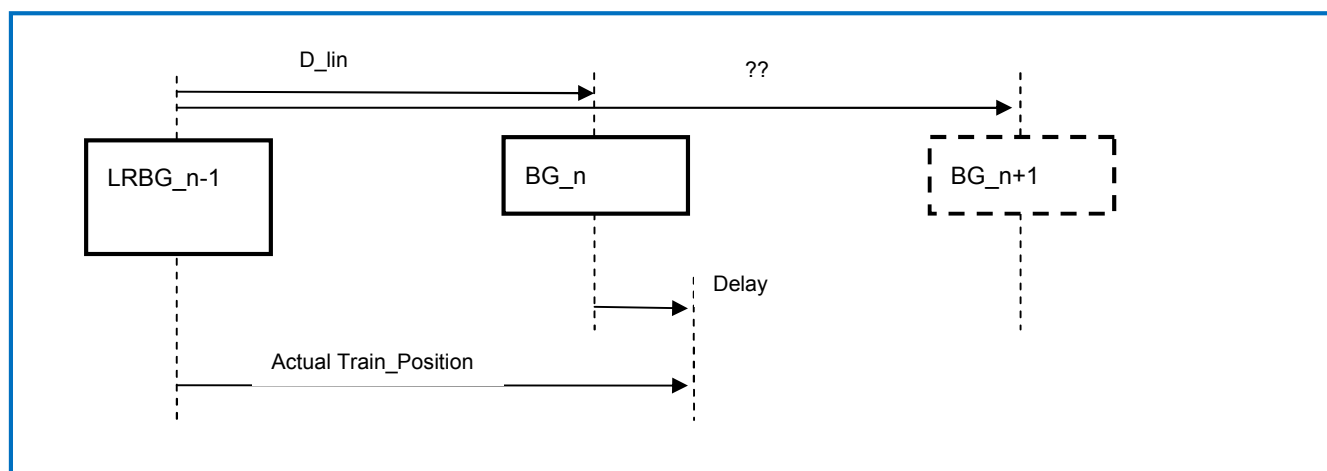 D_lin
??
LRBG_n-1
BG_n
BG_n+1
Delay
Actual Train_Position